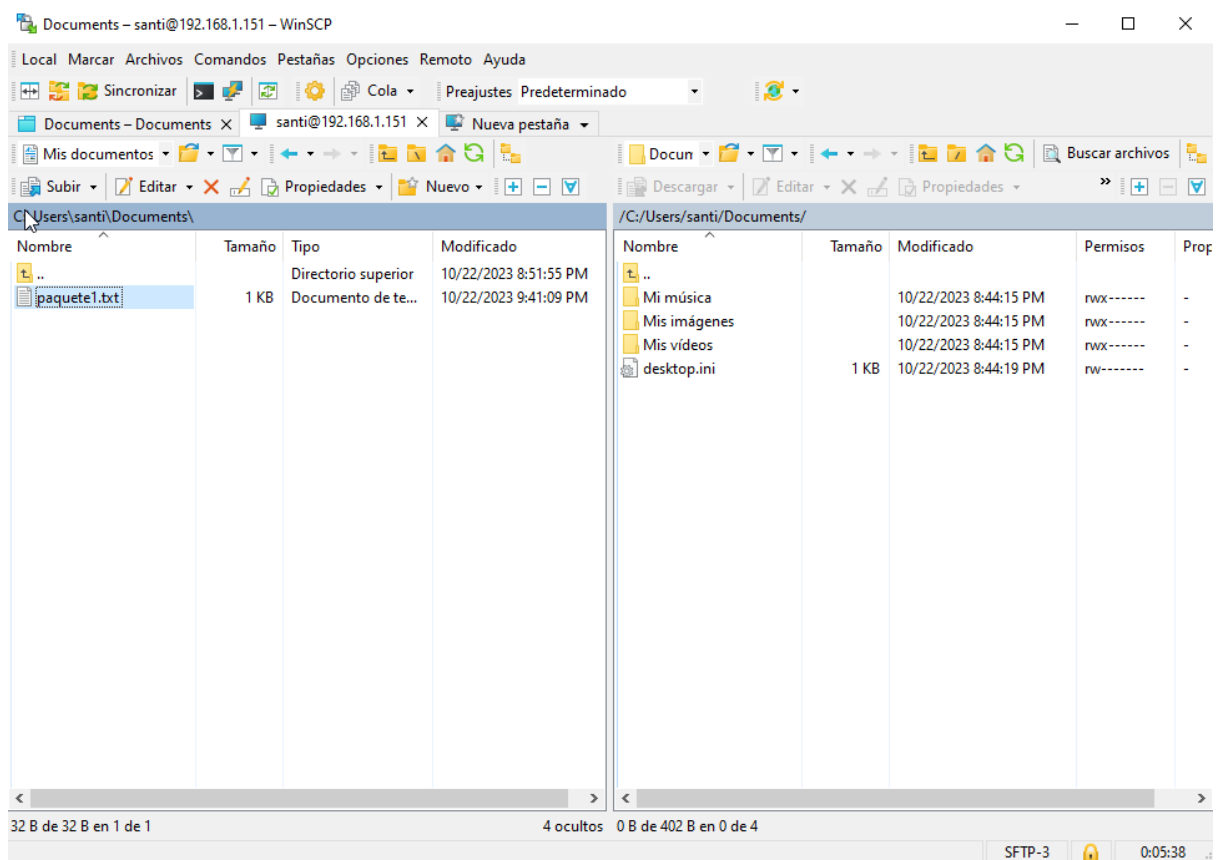 Documents – santi@192.168.1.151 – WinSCP
Local Marcar Archivos Comandos Pestañas Opciones Remoto Ayuda
Sincronizar Cola Preajustes Predeterminado
Documents – Documents santi@192.168.1.151 Nueva pestaña
Mis documentos Docun Buscar archivos
Subir Editar Propiedades Nuevo Descargar Editar Propiedades »
C:\Users\santi\Documents\ /C:/Users/santi/Documents/
Nombre Tamaño Tipo Modificado Nombre Tamaño Modificado Permisos Prop
.. Directorio superior 10/22/2023 8:51:55 PM ..
paquete1.txt 1 KB Documento de te... 10/22/2023 9:41:09 PM Mi música 10/22/2023 8:44:15 PM rwx------ -
Mis imágenes 10/22/2023 8:44:15 PM rwx------ -
Mis vídeos 10/22/2023 8:44:15 PM rwx------ -
desktop.ini 1 KB 10/22/2023 8:44:19 PM rw------- -
32 B de 32 B en 1 de 1 4 ocultos 0 B de 402 B en 0 de 4
SFTP-3 0:05:38